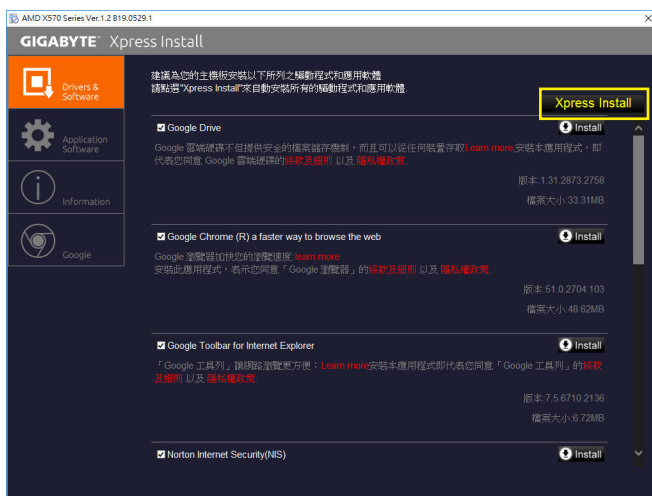 AMD X570 Series Ver.1.2 B19.0529.1
GIGABYTE™ Xpress Install
Drivers & Software
Application Software
Information
Google
建議為您的主機板安裝以下所列之驅動程式和應用軟體
請點選"Xpress Install"來自動安裝所有的驅動程式和應用軟體.
Xpress Install
Google Drive
Install
Google 雲端硬碟不但提供安全的檔案儲存機制，而且可以從任何裝置存取Learn more,安裝本應用程式，即
代表您同意 Google 雲端硬碟的條款及細則 以及 隱私權政策.
版本:1.31.2873.2758
檔案大小:33.31MB
Google Chrome (R) a faster way to browse the web
Install
Google 瀏覽器加快您的瀏覽速度 learn more
安裝此應用程式，表示您同意「Google 瀏覽器」的條款及細則 以及 隱私權政策.
版本:51.0.2704.103
檔案大小:48.62MB
Google Toolbar for Internet Explorer
Install
「Google 工具列」讓網路瀏覽更方便：Learn more安裝本應用程式即代表您同意「Google 工具列」的條款
及細則 以及 隱私權政策.
版本:7.5.6710.2136
檔案大小:6.72MB
Norton Internet Security(NIS)
Install